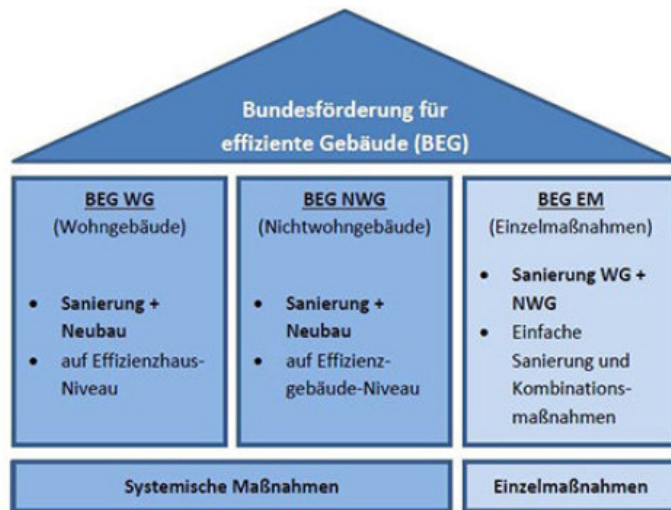 Bundesförderung für
effiziente Gebäude (BEG)
BEG WG
(Wohngebäude)
• Sanierung +
Neubau
• auf Effizienzhaus-
Niveau
BEG NWG
(Nichtwohngebäude)
• Sanierung +
Neubau
• auf Effizienz-
gebäude-Niveau
BEG EM
(Einzelmaßnahmen)
• Sanierung WG +
NWG
• Einfache
Sanierung und
Kombinations-
maßnahmen
Systemische Maßnahmen
Einzelmaßnahmen